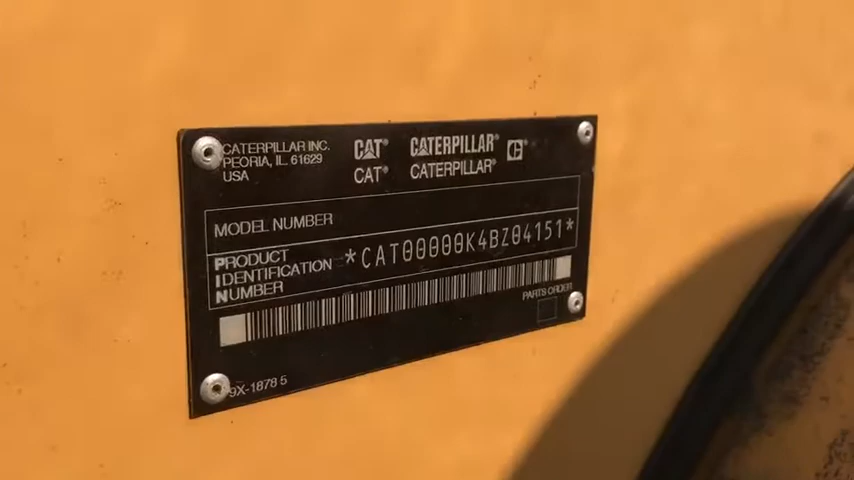 CATERPILLAR INC.
PEORIA, IL 61629
USA
CAT® CATERPILLAR®
CAT® CATERPILLAR®
MODEL NUMBER
PRODUCT
IDENTIFICATION
NUMBER
*CAT00000K4BZ04151*
PARTS ORDER
9X-1878 5